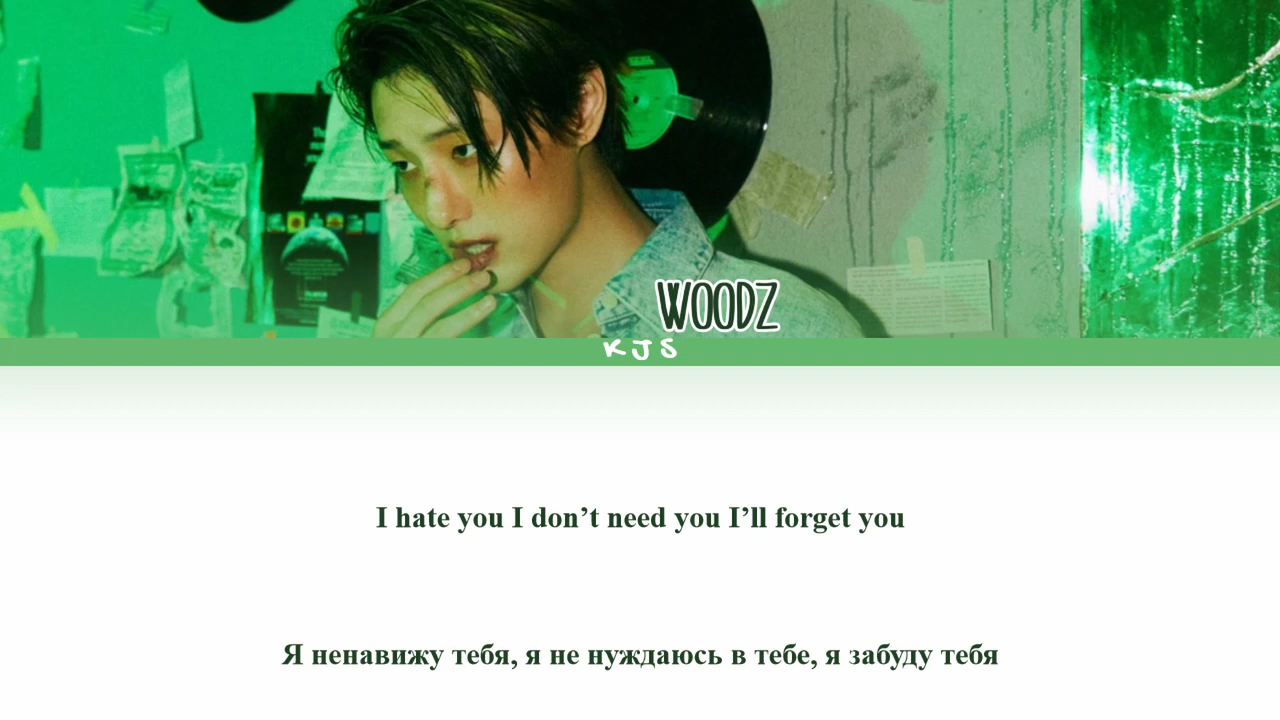 WOODZ
KJS
I hate you I don’t need you I’ll forget you
Я ненавижу тебя, я не нуждаюсь в тебе, я забуду тебя